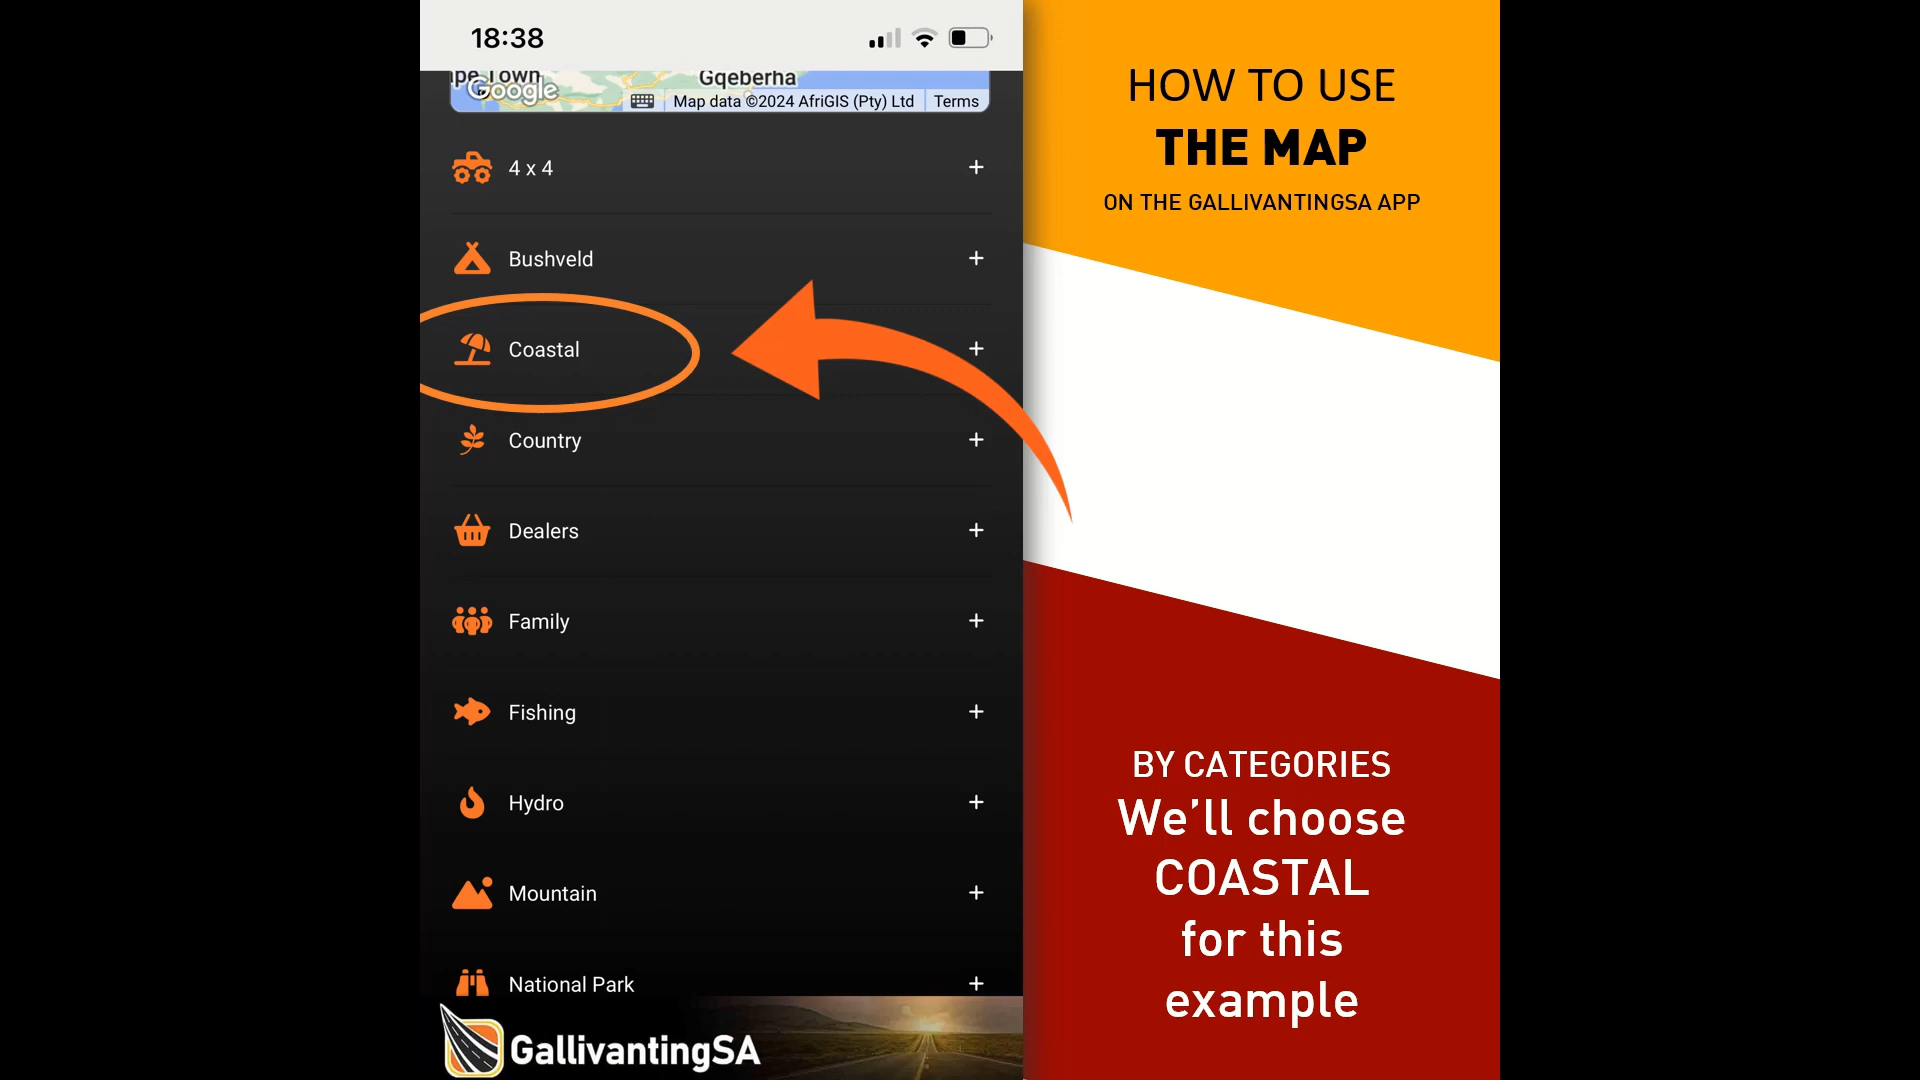 18:38
pe Town
Gqeberha
Google
Map data ©2024 AfriGIS (Pty) Ltd
Terms
4 x 4
+
Bushveld
+
Coastal
+
Country
+
Dealers
+
Family
+
Fishing
+
Hydro
+
Mountain
+
National Park
+
GallivantingSA
HOW TO USE
THE MAP
ON THE GALLIVANTINGSA APP
BY CATEGORIES
We'll choose
COASTAL
for this
example